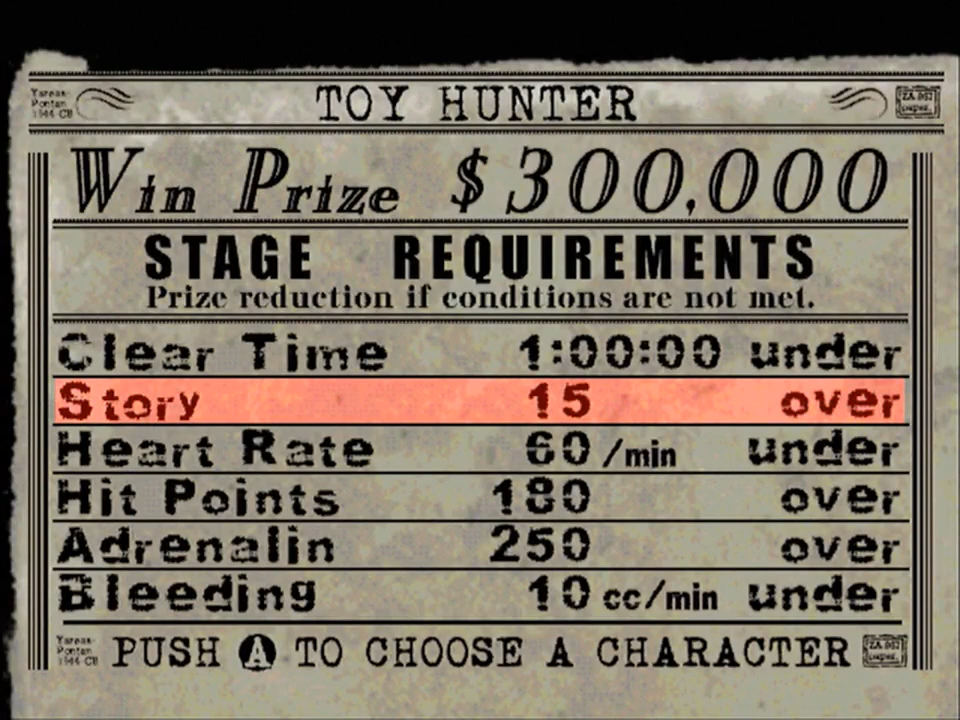 TOY HUNTER
Win Prize $300,000
STAGE REQUIREMENTS
Prize reduction if conditions are not met.
Clear Time 1:00:00 under
Story 15 over
Heart Rate 60 /min under
Hit Points 180 over
Adrenalin 250 over
Bleeding 10 cc/min under
PUSH A TO CHOOSE A CHARACTER